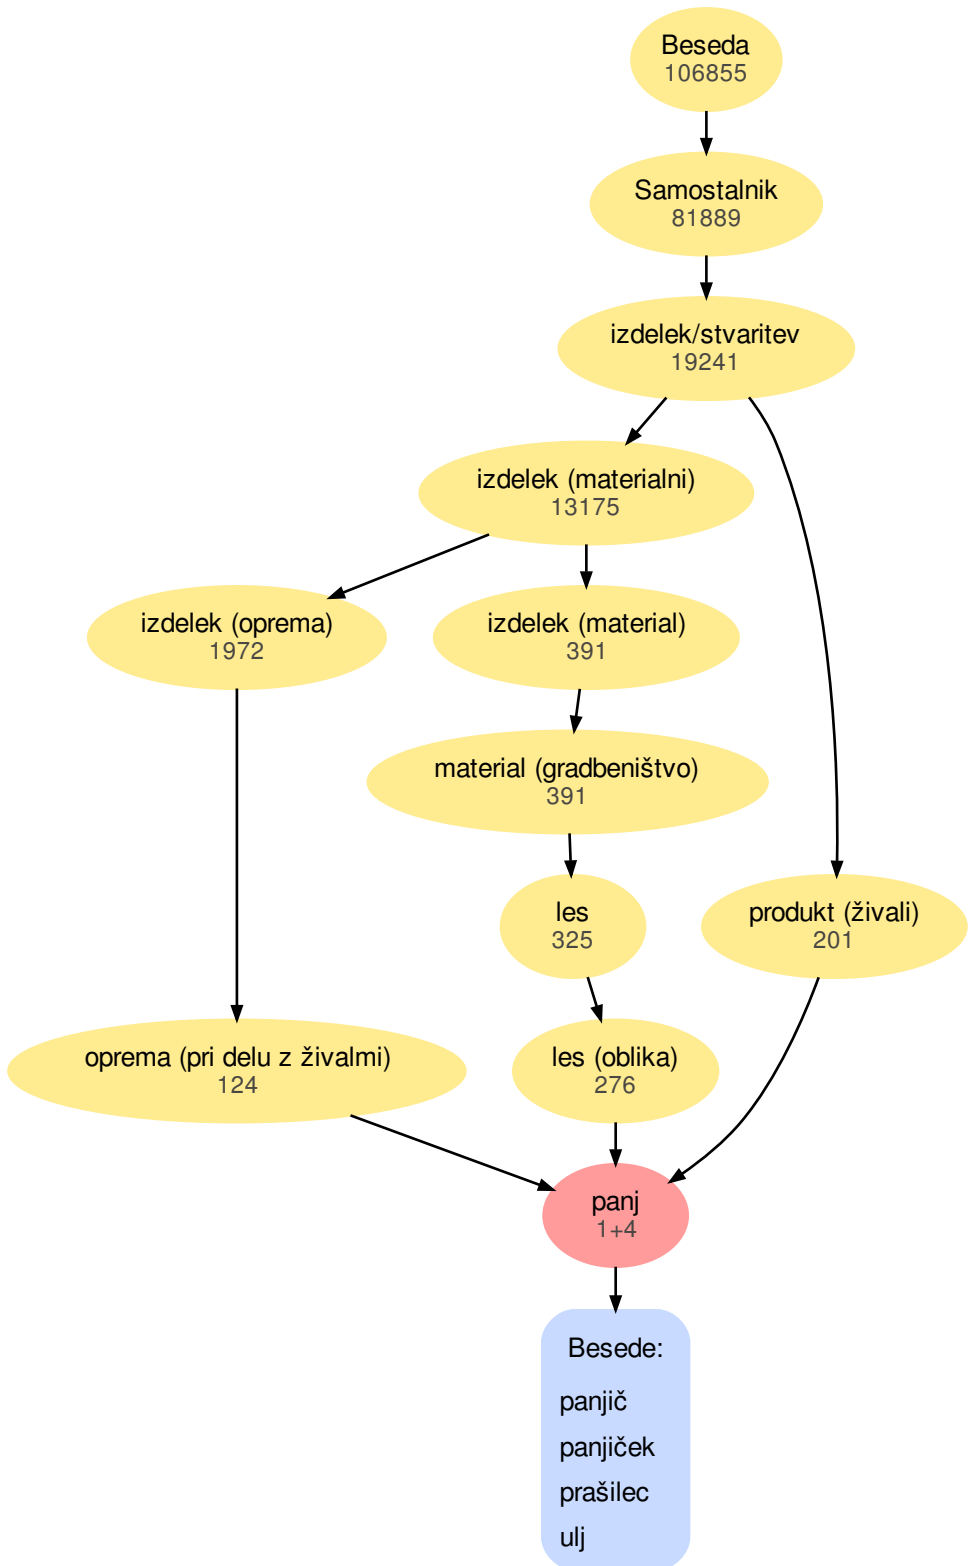 Beseda
106855
Samostalnik
81889
izdelek/stvaritev
19241
izdelek (materialni)
13175
izdelek (oprema)
1972
izdelek (material)
391
material (gradbeništvo)
391
les
325
produkt (živali)
201
oprema (pri delu z živalmi)
124
les (oblika)
276
panj
1+4
Besede:
panjič
panjiček
prašilec
ulj